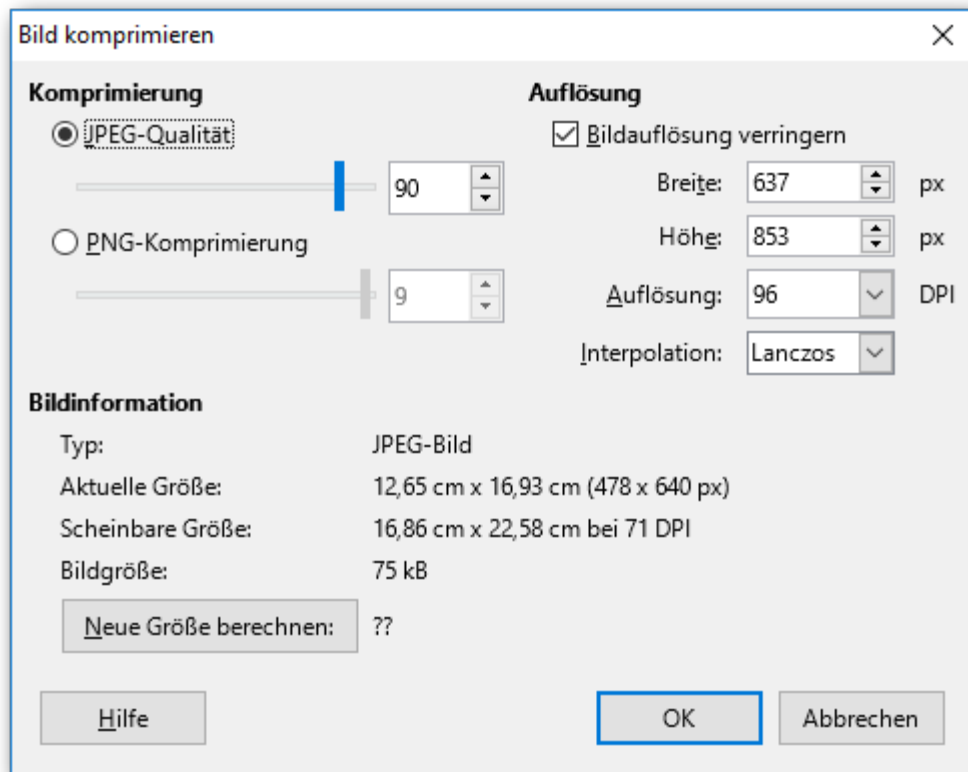 Bild komprimieren
Komprimierung
JPEG-Qualität
90
PNG-Komprimierung
9
Auflösung
Bildauflösung verringern
Breite: 637 px
Höhe: 853 px
Auflösung: 96 DPI
Interpolation: Lanczos
Bildinformation
Typ: JPEG-Bild
Aktuelle Größe: 12,65 cm x 16,93 cm (478 x 640 px)
Scheinbare Größe: 16,86 cm x 22,58 cm bei 71 DPI
Bildgröße: 75 kB
Neue Größe berechnen: ??
Hilfe OK Abbrechen